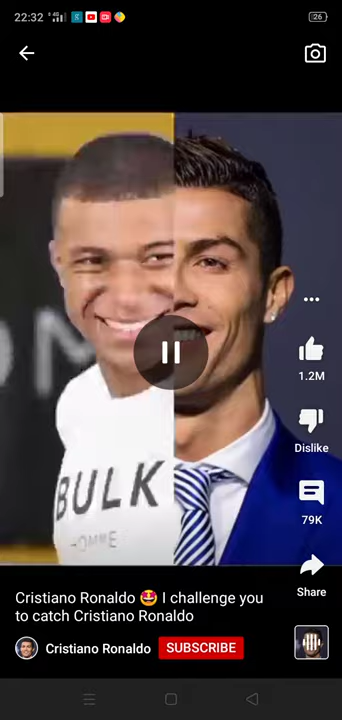 22:32
26
BULK
HOMME
1.2M
Dislike
79K
Share
Cristiano Ronaldo 🤩 I challenge you
to catch Cristiano Ronaldo
Cristiano Ronaldo SUBSCRIBE